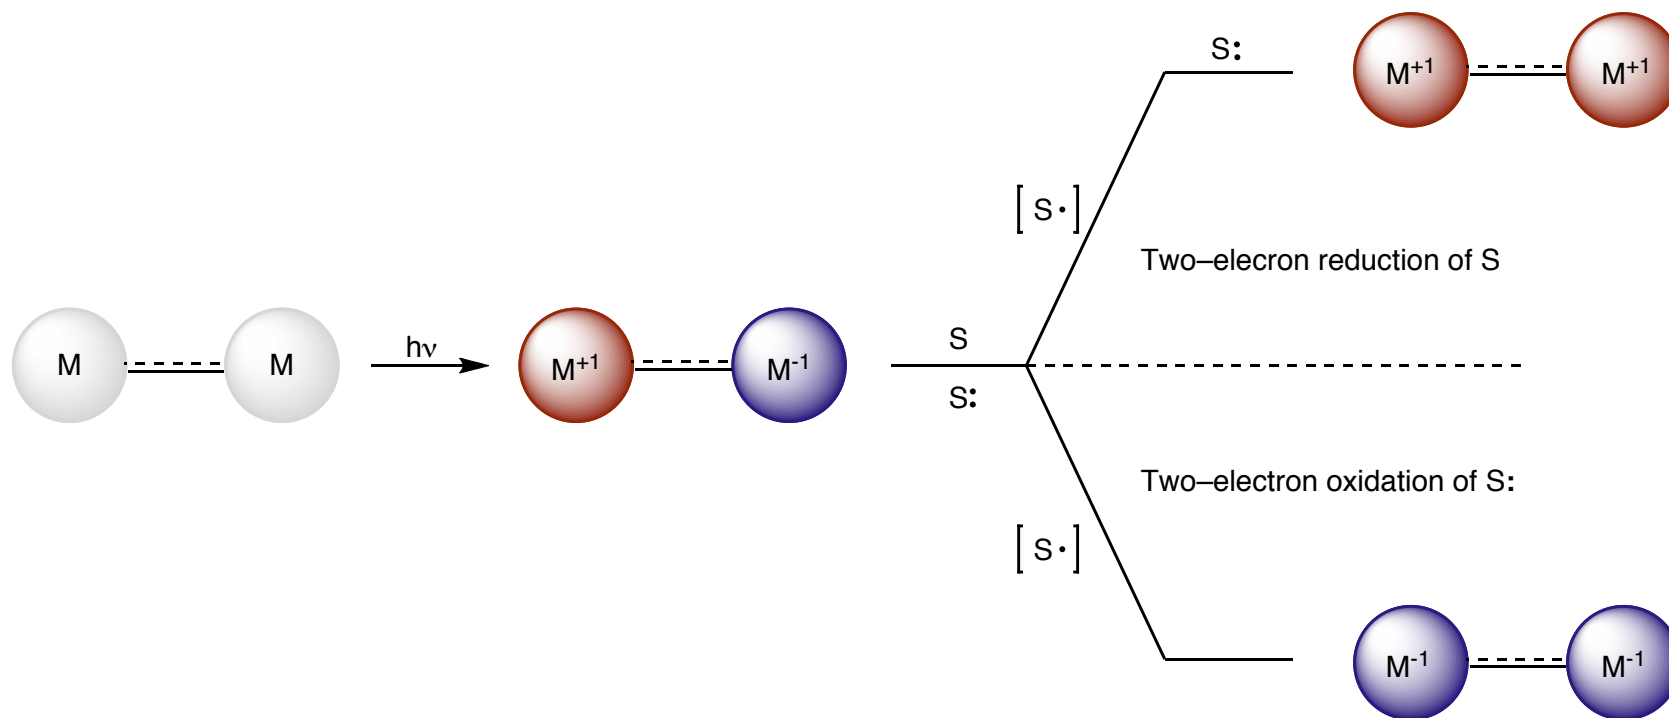 S:
M+1 M+1
[ S· ]
Two–elecron reduction of S
M M
hν
M+1 M-1
S
S:
Two–electron oxidation of S:
[ S· ]
M-1 M-1